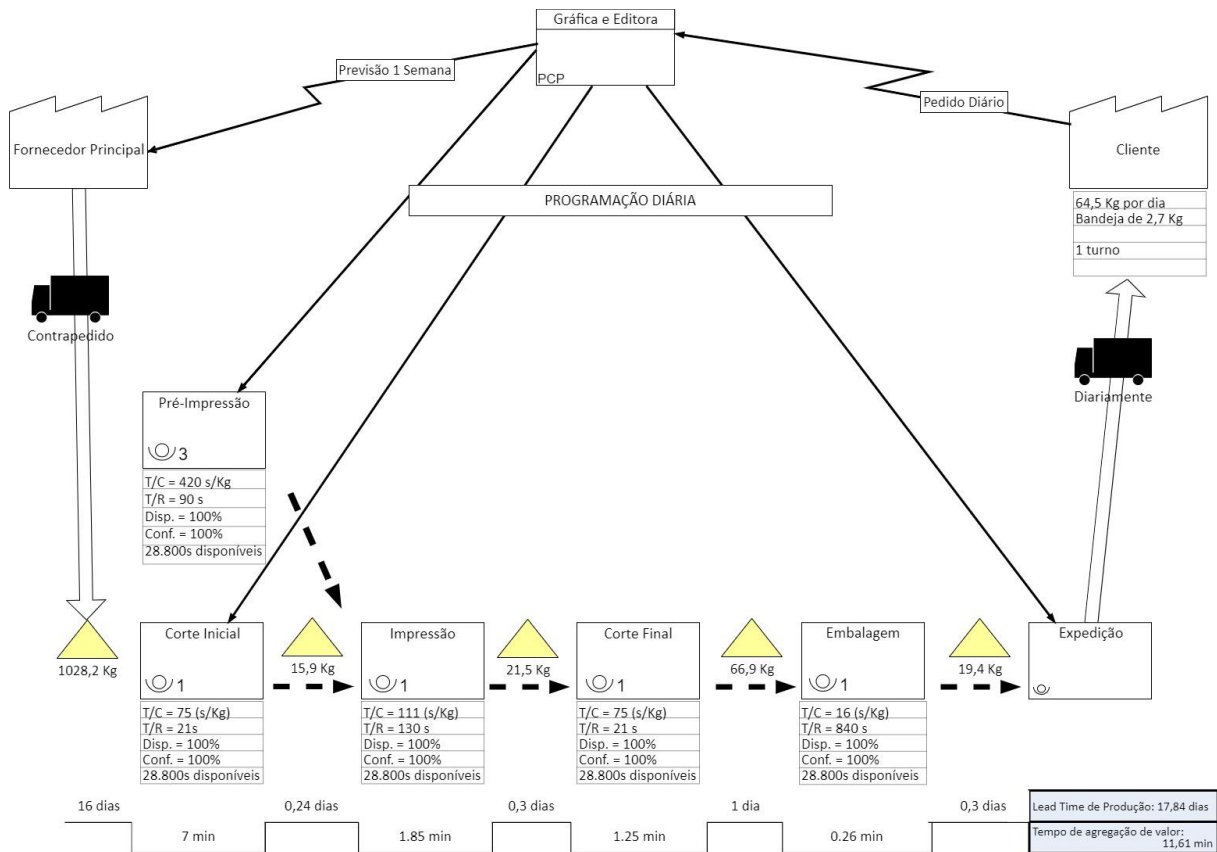 Gráfica e Editora
PCP
Previsão 1 Semana
Pedido Diário
Fornecedor Principal
Cliente
PROGRAMAÇÃO DIÁRIA
64,5 Kg por dia
Bandeja de 2,7 Kg
1 turno
Contrapedido
Diariamente
Pré-Impressão
3
T/C = 420 s/Kg
T/R = 90 s
Disp. = 100%
Conf. = 100%
28.800s disponíveis
1028,2 Kg
Corte Inicial
1
T/C = 75 (s/Kg)
T/R = 21s
Disp. = 100%
Conf. = 100%
28.800s disponíveis
15,9 Kg
Impressão
1
T/C = 111 (s/Kg)
T/R = 130 s
Disp. = 100%
Conf. = 100%
28.800s disponíveis
21,5 Kg
Corte Final
1
T/C = 75 (s/Kg)
T/R = 21 s
Disp. = 100%
Conf. = 100%
28.800s disponíveis
66,9 Kg
Embalagem
1
T/C = 16 (s/Kg)
T/R = 840 s
Disp. = 100%
Conf. = 100%
28.800s disponíveis
19,4 Kg
Expedição
16 dias
7 min
0,24 dias
1.85 min
0,3 dias
1.25 min
1 dia
0.26 min
0,3 dias
Lead Time de Produção: 17,84 dias
Tempo de agregação de valor:
11,61 min